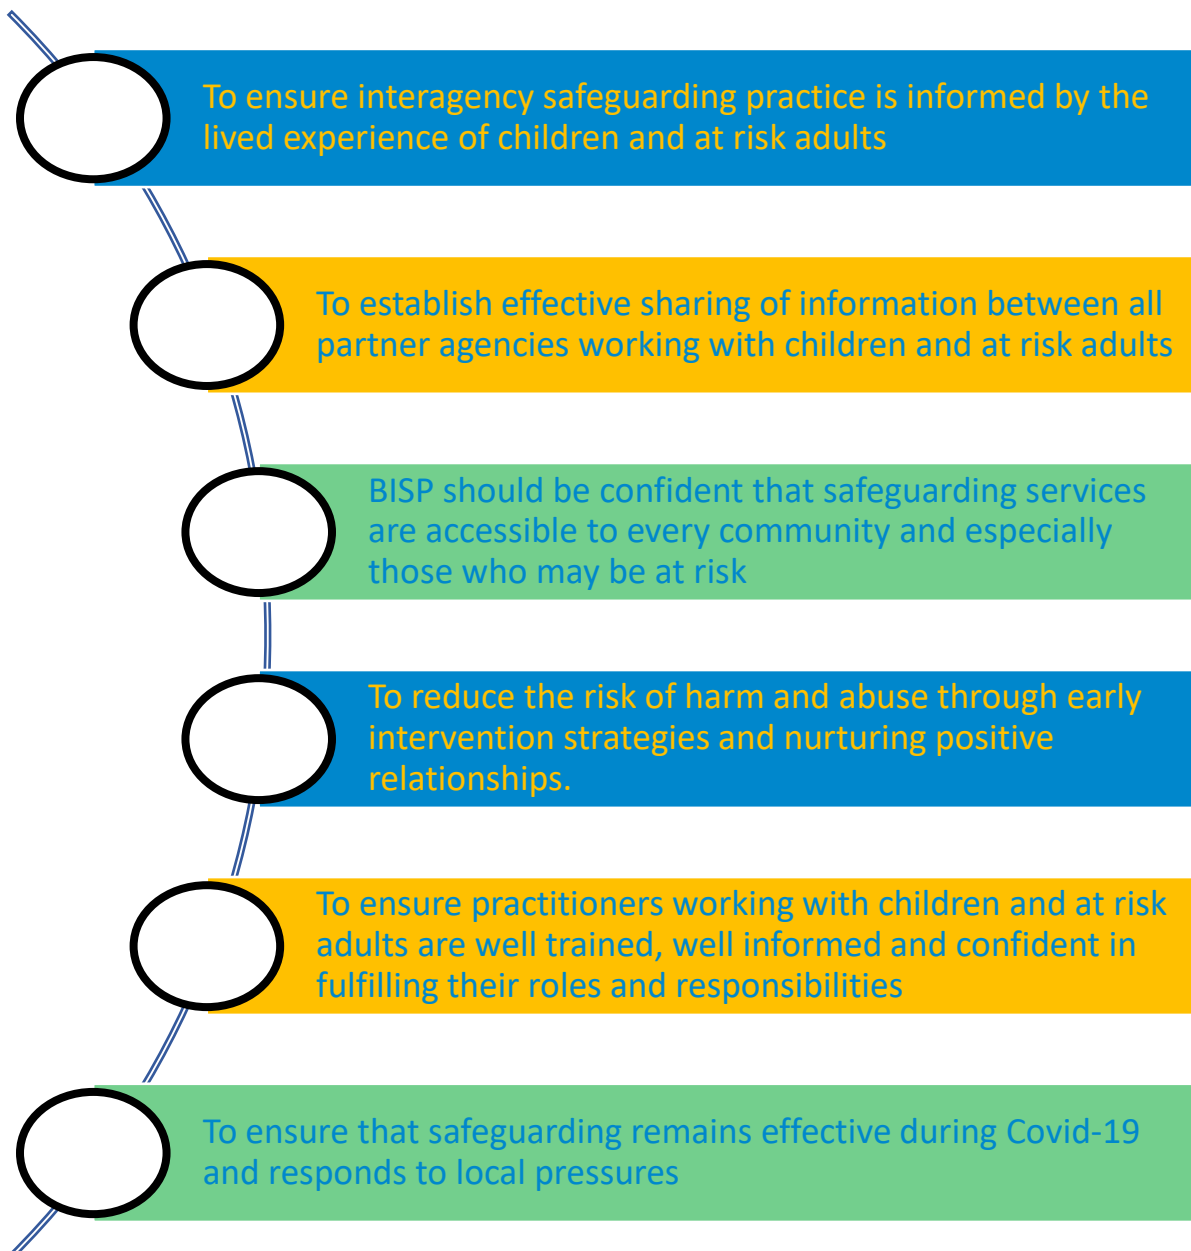 To ensure interagency safeguarding practice is informed by the
lived experience of children and at risk adults
To establish effective sharing of information between all
partner agencies working with children and at risk adults
BISP should be confident that safeguarding services
are accessible to every community and especially
those who may be at risk
To reduce the risk of harm and abuse through early
intervention strategies and nurturing positive
relationships.
To ensure practitioners working with children and at risk
adults are well trained, well informed and confident in
fulfilling their roles and responsibilities
To ensure that safeguarding remains effective during Covid-19
and responds to local pressures